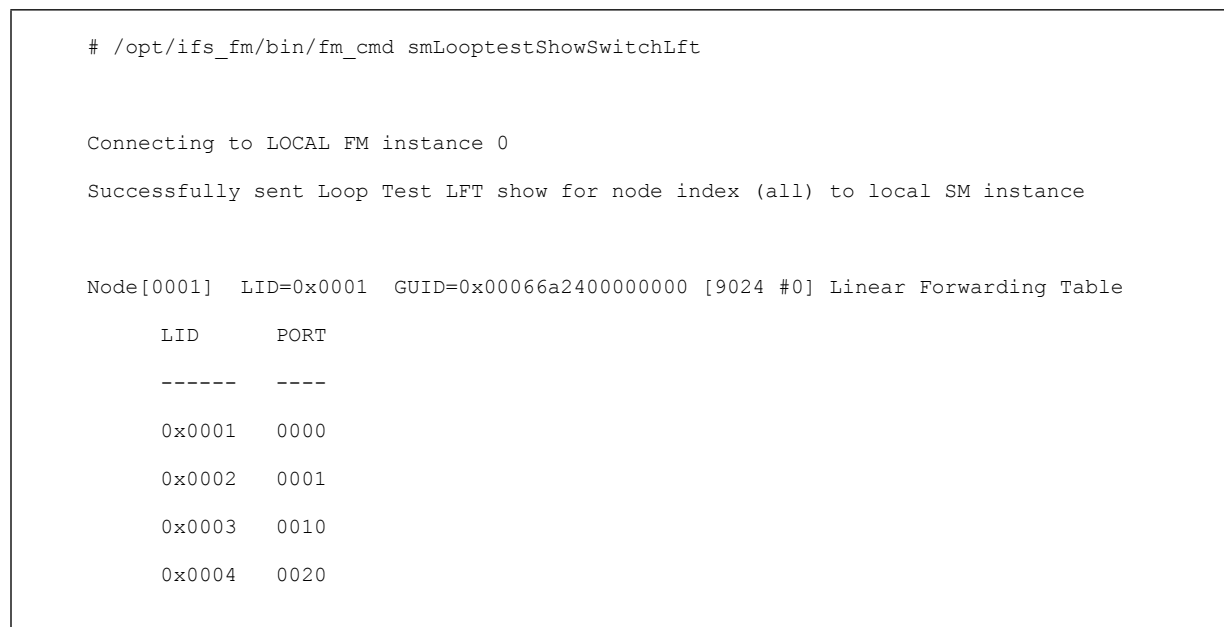 # /opt/ifs_fm/bin/fm_cmd smLooptestShowSwitchLft
Connecting to LOCAL FM instance 0
Successfully sent Loop Test LFT show for node index (all) to local SM instance
Node[0001]  LID=0x0001  GUID=0x00066a2400000000 [9024 #0] Linear Forwarding Table
LID PORT
------ ----
0x0001 0000
0x0002 0001
0x0003 0010
0x0004 0020